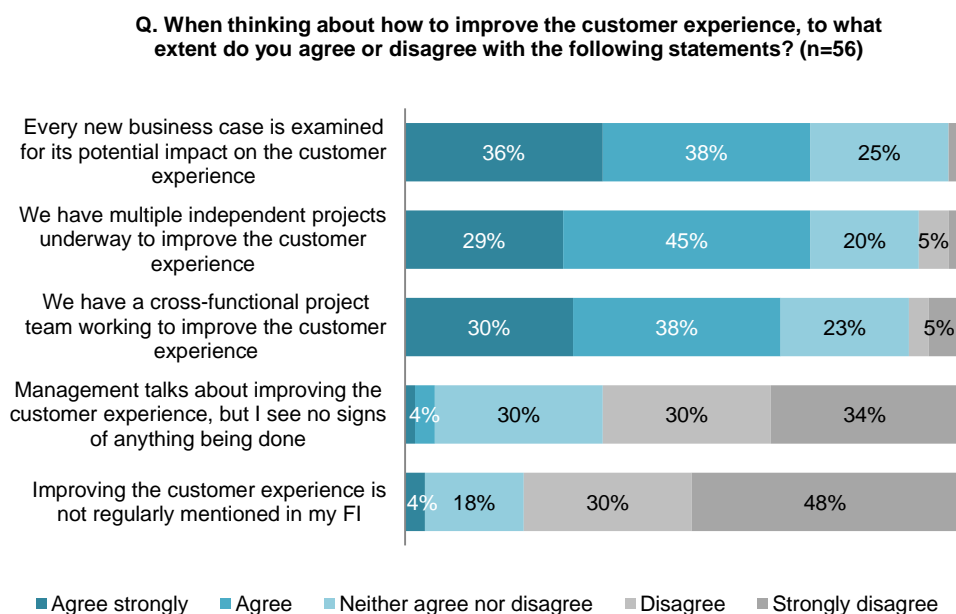 Q. When thinking about how to improve the customer experience, to what
extent do you agree or disagree with the following statements? (n=56)
Every new business case is examined
for its potential impact on the customer
experience
36% 38% 25%
We have multiple independent projects
underway to improve the customer
experience
29% 45% 20% 5%
We have a cross-functional project
team working to improve the customer
experience
30% 38% 23% 5%
Management talks about improving the
customer experience, but I see no signs
of anything being done
4% 30% 30% 34%
Improving the customer experience is
not regularly mentioned in my FI
4% 18% 30% 48%
Agree strongly Agree Neither agree nor disagree Disagree Strongly disagree